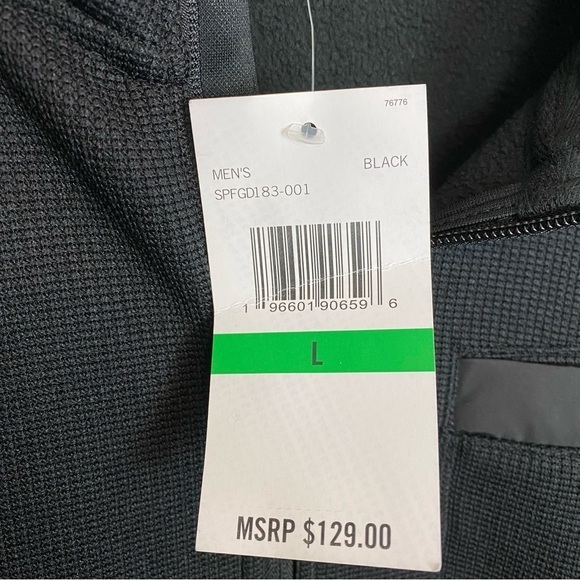 76776
MEN'S BLACK
SPFGD183-001
1 96601 90659 6
L
MSRP $129.00